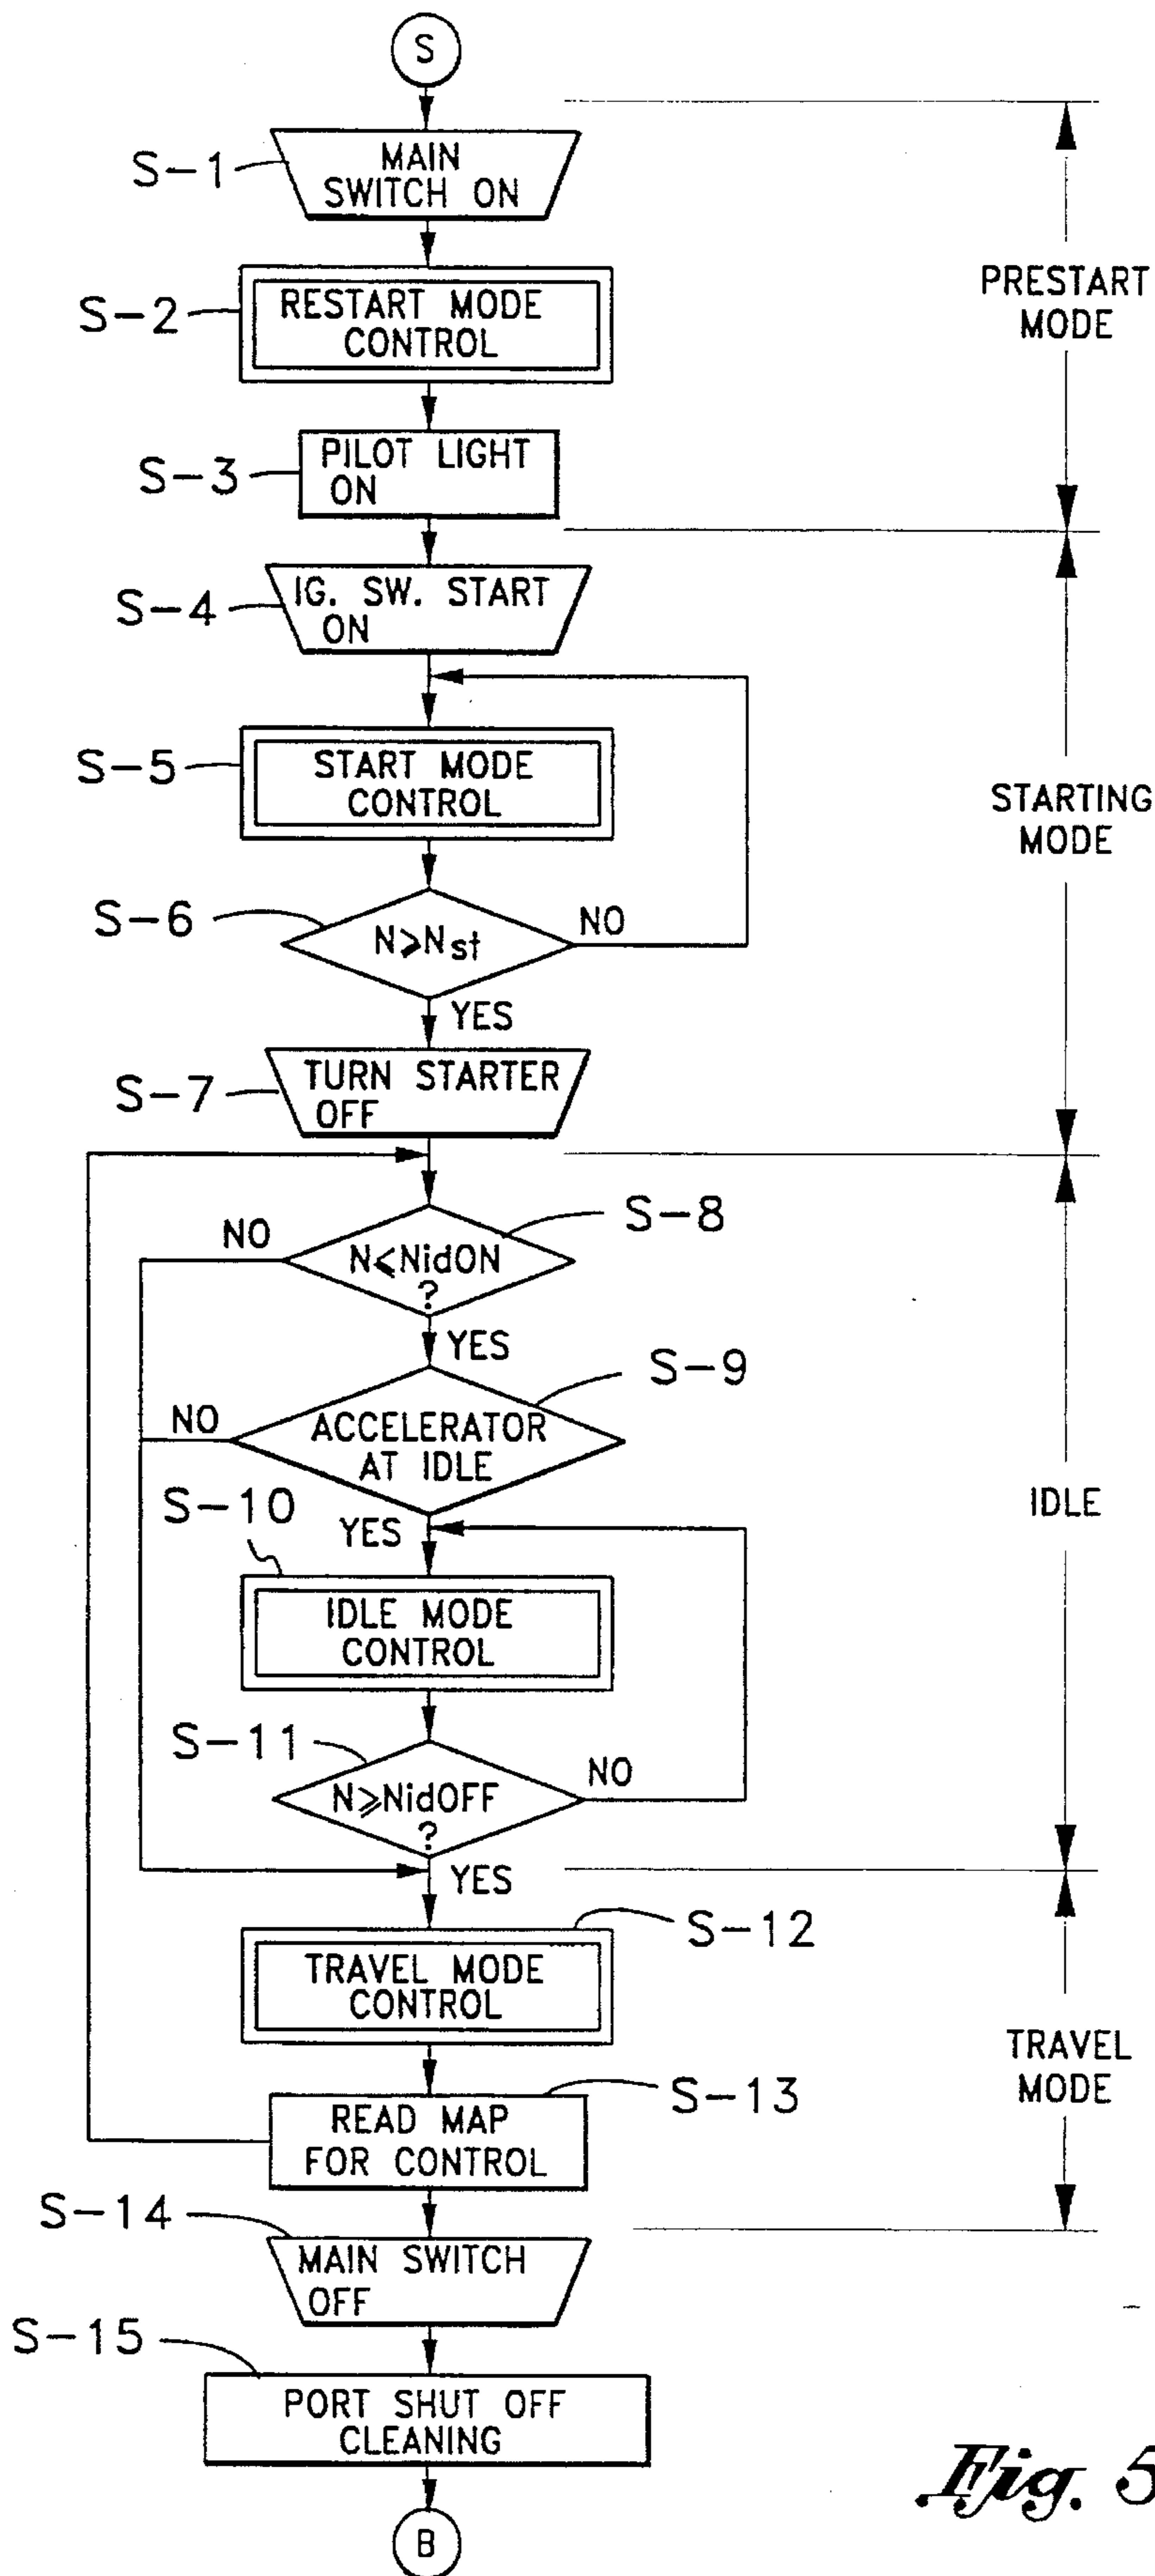 S
S-1
MAIN
SWITCH ON
S-2
RESTART MODE
CONTROL
PRESTART
MODE
S-3
PILOT LIGHT
ON
S-4
IG. SW. START
ON
S-5
START MODE
CONTROL
STARTING
MODE
S-6
N⩾Nst
NO
YES
S-7
TURN STARTER
OFF
S-8
NO
N⩽NidON
?
YES
S-9
NO
ACCELERATOR
AT IDLE
S-10
YES
IDLE
IDLE MODE
CONTROL
S-11
N⩾NidOFF
?
NO
YES
S-12
TRAVEL MODE
CONTROL
TRAVEL
MODE
S-13
READ MAP
FOR CONTROL
S-14
MAIN SWITCH
OFF
S-15
PORT SHUT OFF
CLEANING
Fig. 5
B